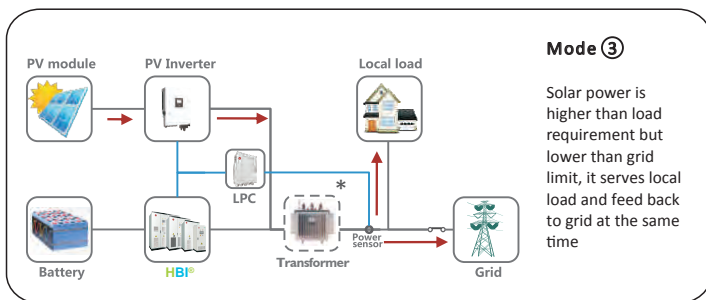 PV module
PV Inverter
Local load
Mode ③
Solar power is
higher than load
requirement but
lower than grid
limit, it serves local
load and feed back
to grid at the same
time
LPC
*
Battery
HBI®
Transformer
Power
sensor
Grid